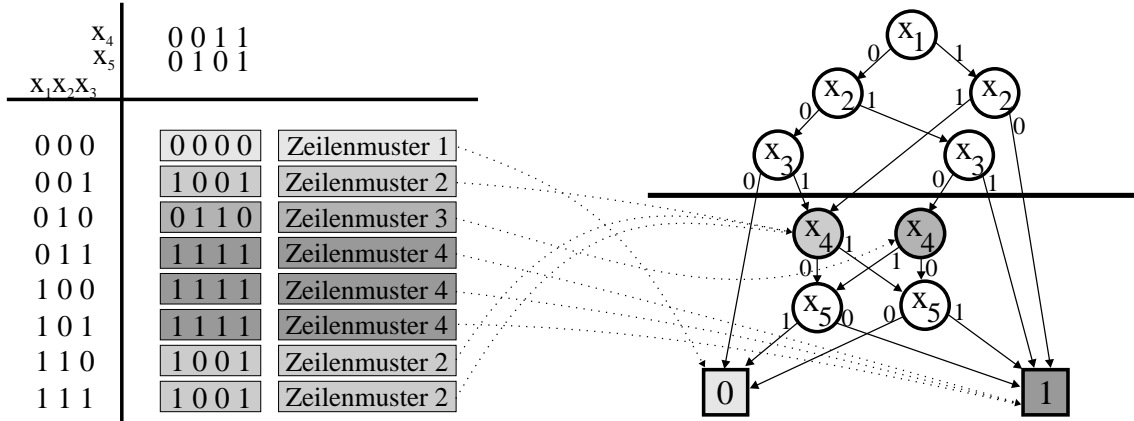 x4 0 0 1 1
x5 0 1 0 1
x1x2x3
0 0 0 0 0 0 0 Zeilenmuster 1
0 0 1 1 0 0 1 Zeilenmuster 2
0 1 0 0 1 1 0 Zeilenmuster 3
0 1 1 1 1 1 1 Zeilenmuster 4
1 0 0 1 1 1 1 Zeilenmuster 4
1 0 1 1 1 1 1 Zeilenmuster 4
1 1 0 1 0 0 1 Zeilenmuster 2
1 1 1 1 0 0 1 Zeilenmuster 2
x1
0 1
x2 x2
0 1 1 0
x3 x3
0 1 0 1
x4 x4
0 1 1 0
x5 x5
1 0 0 1
0 1